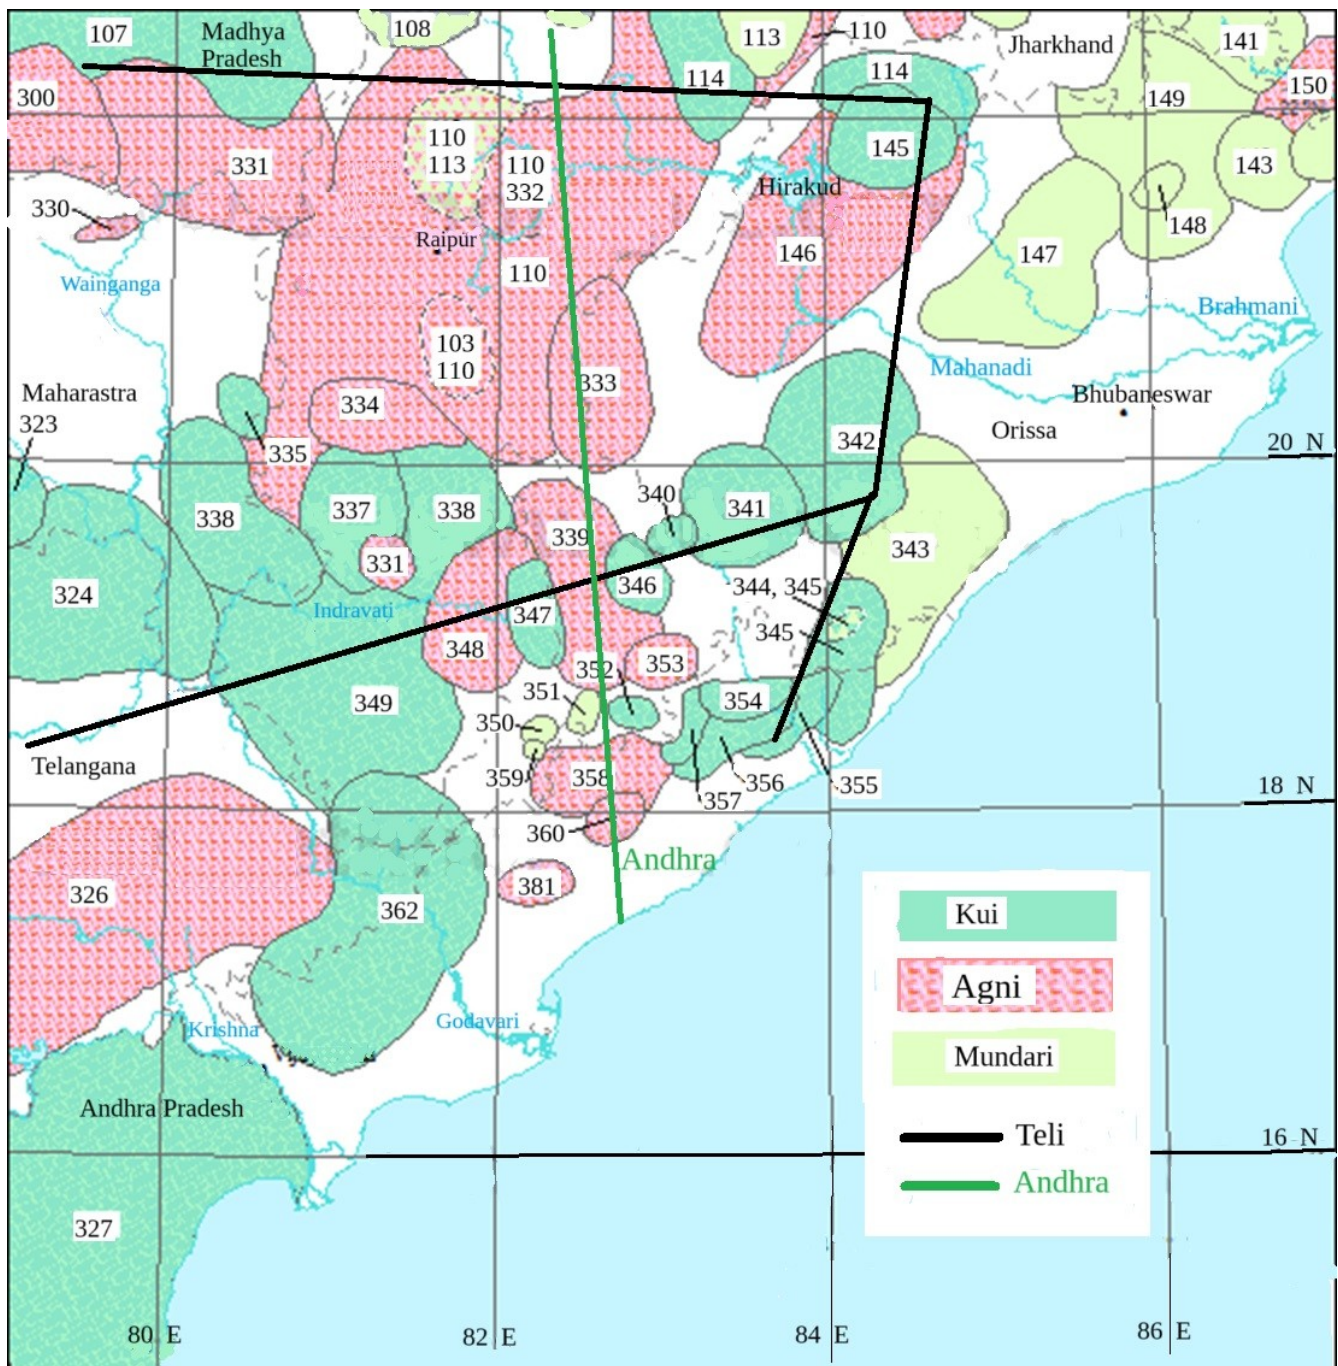 107
Madhya
Pradesh
108
113
110
Jharkhand
141
114
114
149
150
300
331
110
113
110
332
145
143
Hirakud
330
148
Raipur
146
147
110
Wainganga
Brahmani
103
110
Mahanadi
333
Maharastra
323
334
Bhubaneswar
Orissa
335
342
20 N
338
337
338
340
341
339
343
331
324
346
344, 345
Indravati
347
345
348
352
353
349
351
354
350
Telangana
359
358
357
356
355
18 N
360
Andhra
326
381
362
Kui
Agni
Krishna
Godavari
Mundari
Andhra Pradesh
Teli
16 N
Andhra
327
80 E
82 E
84 E
86 E